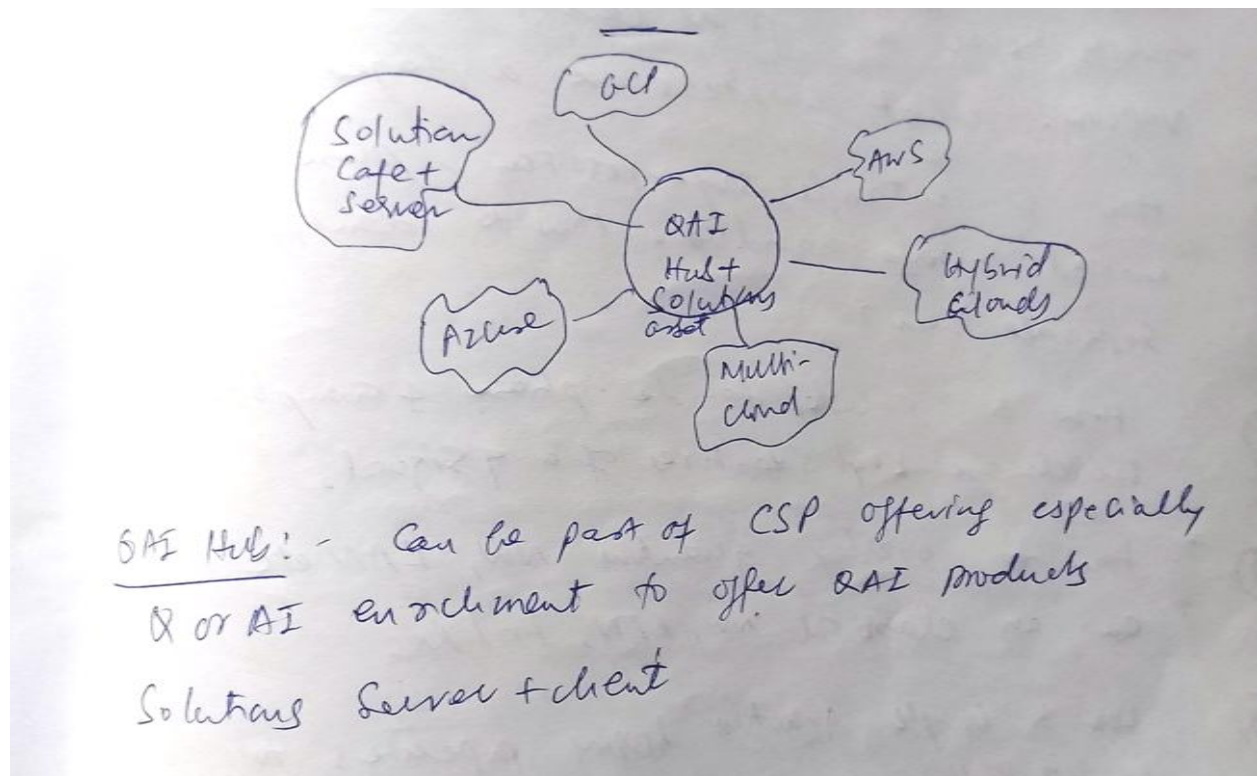 GCP
Solution
Cafe +
Server
AWS
QAI
Hub +
Solutions
asset
Hybrid
Clouds
Azure
Multi-
cloud
QAI Hub: - Can be part of CSP offering especially
Q or AI enrichment to offer QAI products
Solutions Server + client